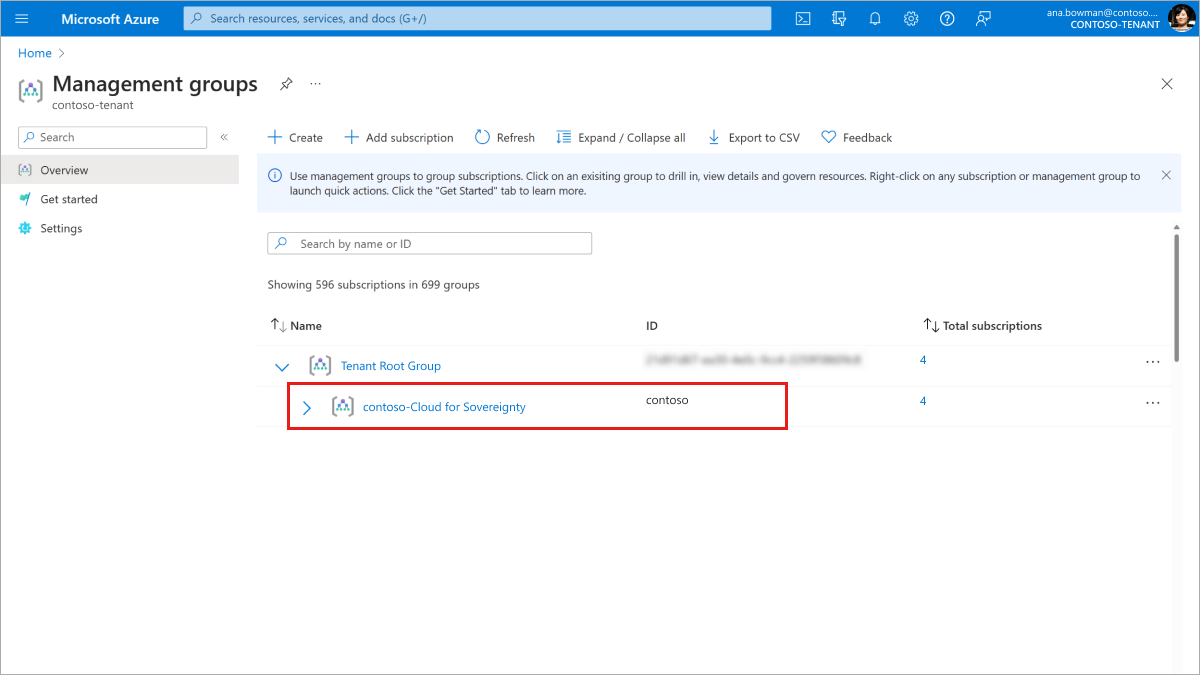 Microsoft Azure
Search resources, services, and docs (G+/)
ana.bowman@contoso....
CONTOSO-TENANT
Home
Management groups
contoso-tenant
Search
Create
Add subscription
Refresh
Expand / Collapse all
Export to CSV
Feedback
Overview
Get started
Settings
Use management groups to group subscriptions. Click on an exisiting group to drill in, view details and govern resources. Right-click on any subscription or management group to
launch quick actions. Click the "Get Started" tab to learn more.
Search by name or ID
Showing 596 subscriptions in 699 groups
Name ID Total subscriptions
Tenant Root Group 4
contoso-Cloud for Sovereignty contoso 4